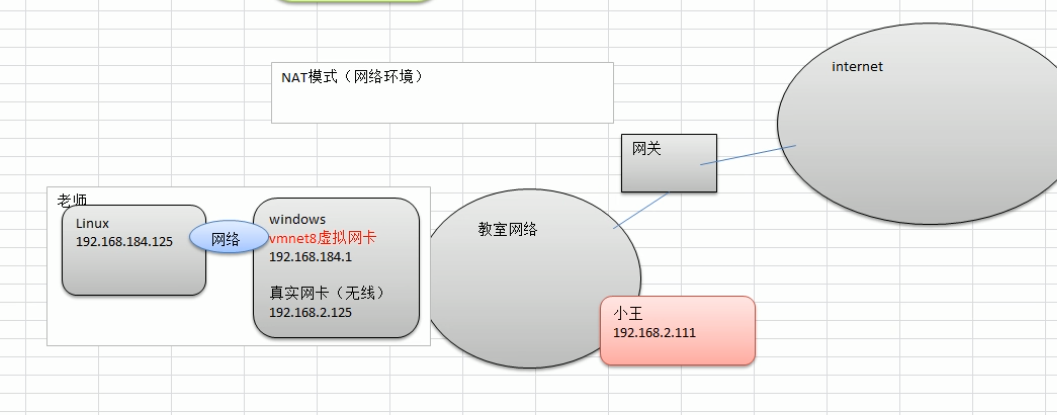 NAT模式（网络环境）
internet
网关
老师
Linux
192.168.184.125
网络
windows
vmnet8虚拟网卡
192.168.184.1
真实网卡（无线）
192.168.2.125
教室网络
小王
192.168.2.111